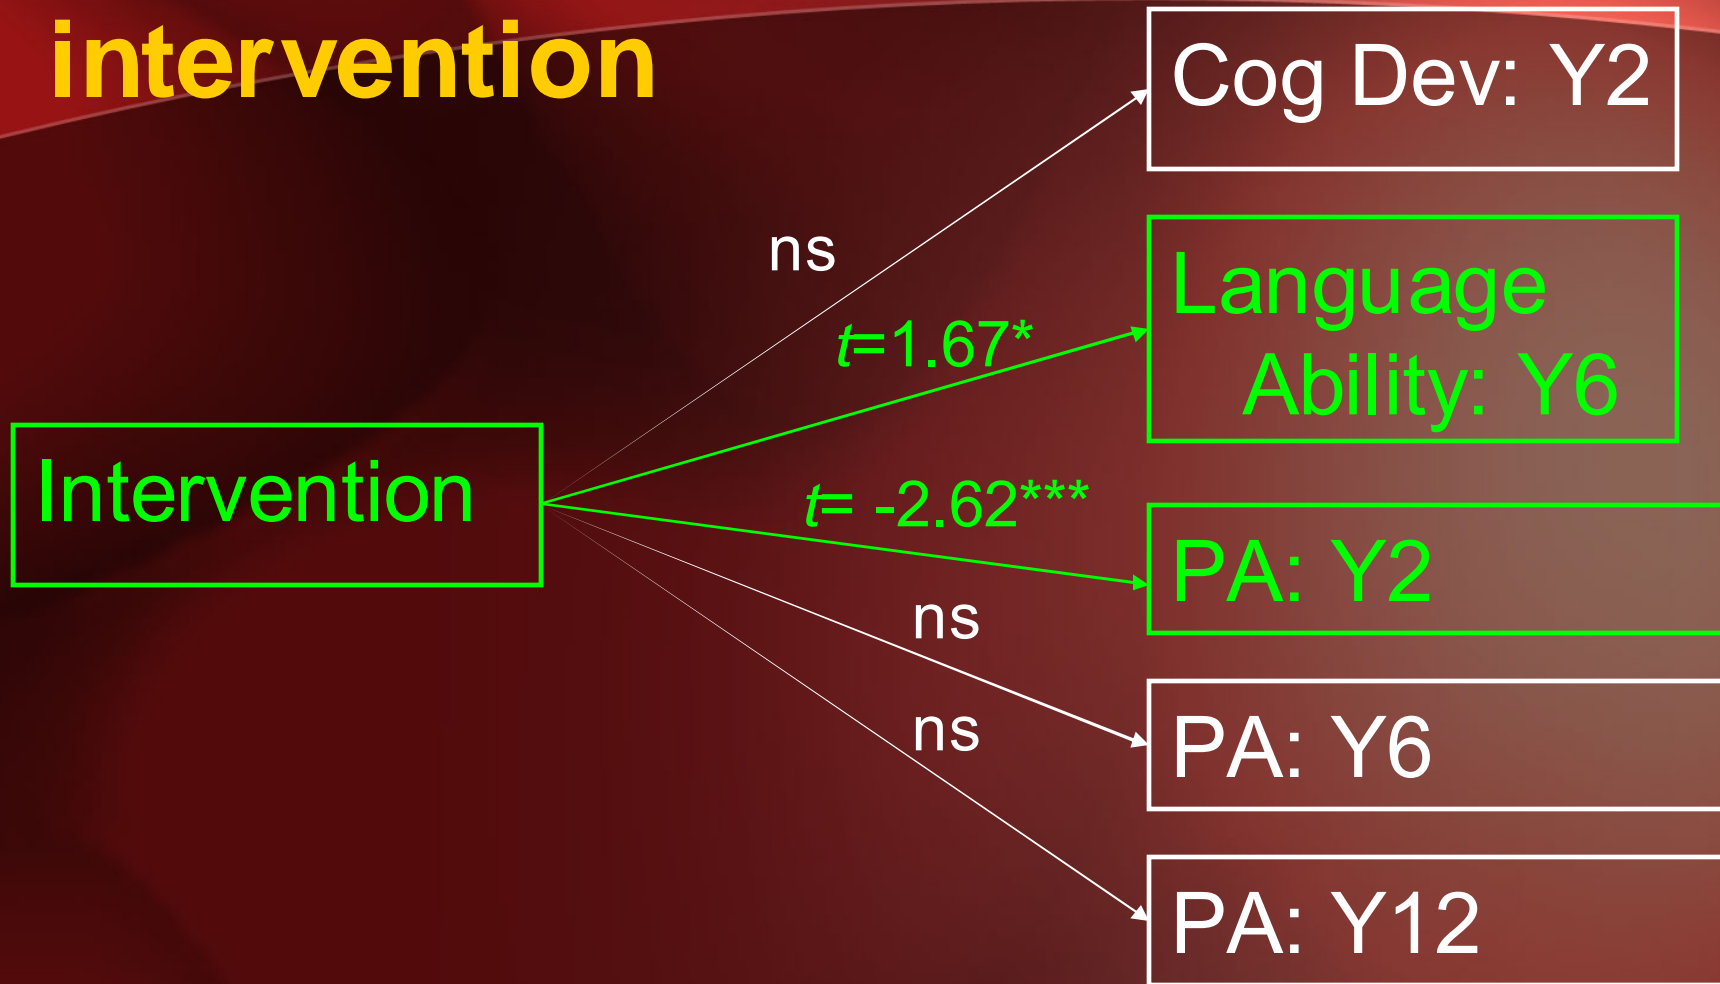 intervention
Cog Dev: Y2
ns
Language
Ability: Y6
t=1.67*
Intervention
t= -2.62***
PA: Y2
ns
PA: Y6
ns
PA: Y12